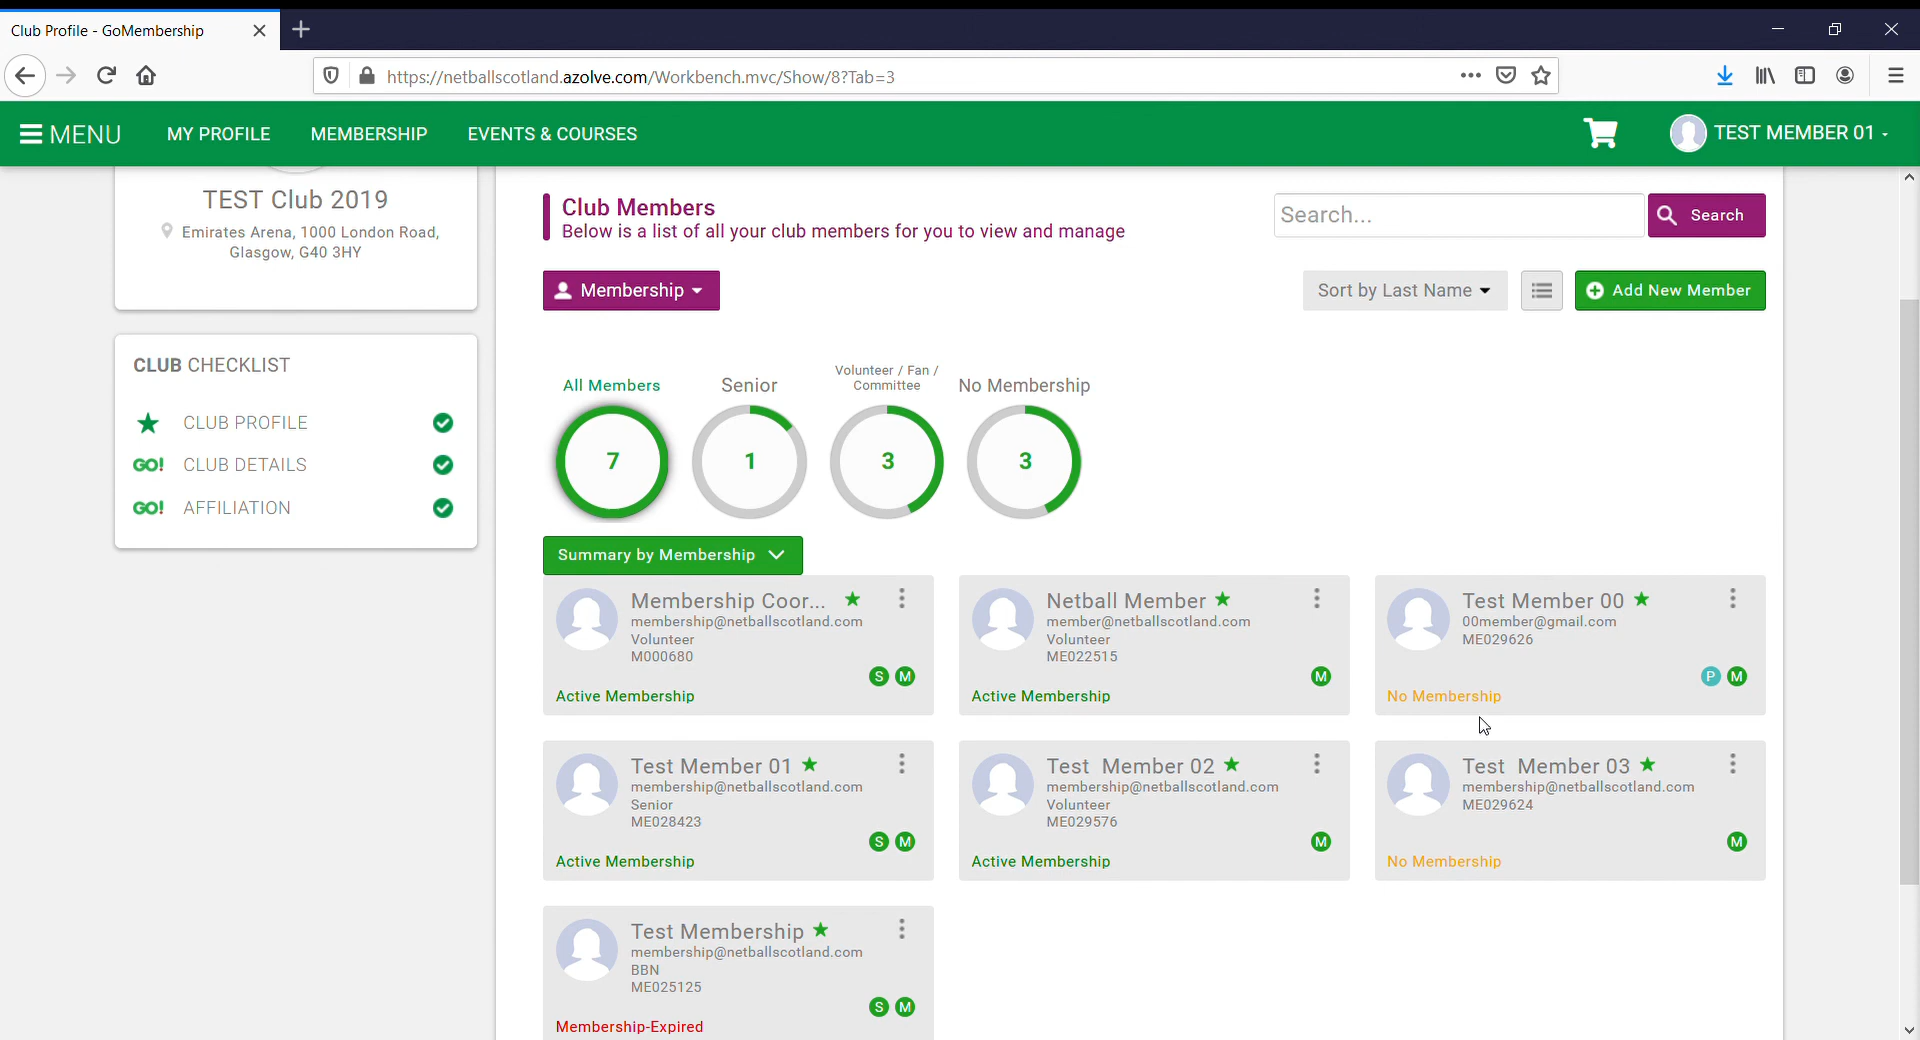 Club Profile - GoMembership
https://netballscotland.azolve.com/Workbench.mvc/Show/8?Tab=3
MENU
MY PROFILE
MEMBERSHIP
EVENTS & COURSES
TEST MEMBER 01
TEST Club 2019
Emirates Arena, 1000 London Road,
Glasgow, G40 3HY
CLUB CHECKLIST
CLUB PROFILE
GO! CLUB DETAILS
GO! AFFILIATION
Club Members
Below is a list of all your club members for you to view and manage
Search...
Search
Membership
Sort by Last Name
Add New Member
All Members
7
Senior
1
Volunteer / Fan /
Committee
3
No Membership
3
Summary by Membership
Membership Coor...
membership@netballscotland.com
Volunteer
M000680
S M
Active Membership
Netball Member
member@netballscotland.com
Volunteer
ME022515
M
Active Membership
Test Member 00
00member@gmail.com
ME029626
P M
No Membership
Test Member 01
membership@netballscotland.com
Senior
ME028423
S M
Active Membership
Test Member 02
membership@netballscotland.com
Volunteer
ME029576
M
Active Membership
Test Member 03
membership@netballscotland.com
ME029624
M
No Membership
Test Membership
membership@netballscotland.com
BBN
ME025125
S M
Membership-Expired